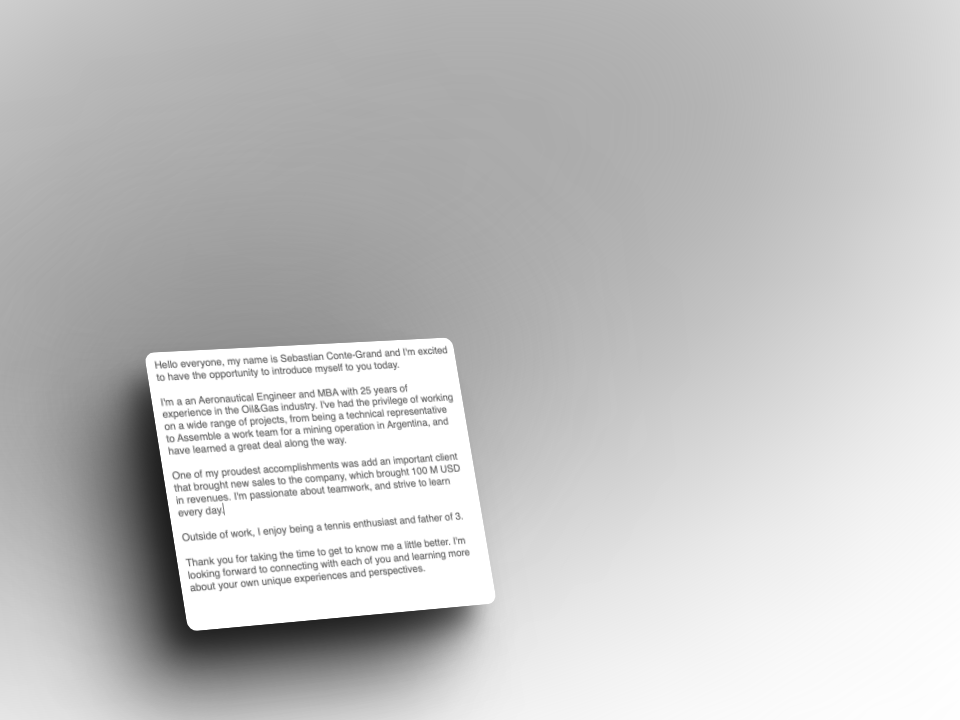 Hello everyone, my name is Sebastian Conte-Grand and I'm excited
to have the opportunity to introduce myself to you today.
I'm a an Aeronautical Engineer and MBA with 25 years of
experience in the Oil&Gas industry. I've had the privilege of working
on a wide range of projects, from being a technical representative
to Assemble a work team for a mining operation in Argentina, and
have learned a great deal along the way.
One of my proudest accomplishments was add an important client
that brought new sales to the company, which brought 100 M USD
in revenues. I'm passionate about teamwork, and strive to learn
every day.
Outside of work, I enjoy being a tennis enthusiast and father of 3.
Thank you for taking the time to get to know me a little better. I'm
looking forward to connecting with each of you and learning more
about your own unique experiences and perspectives.